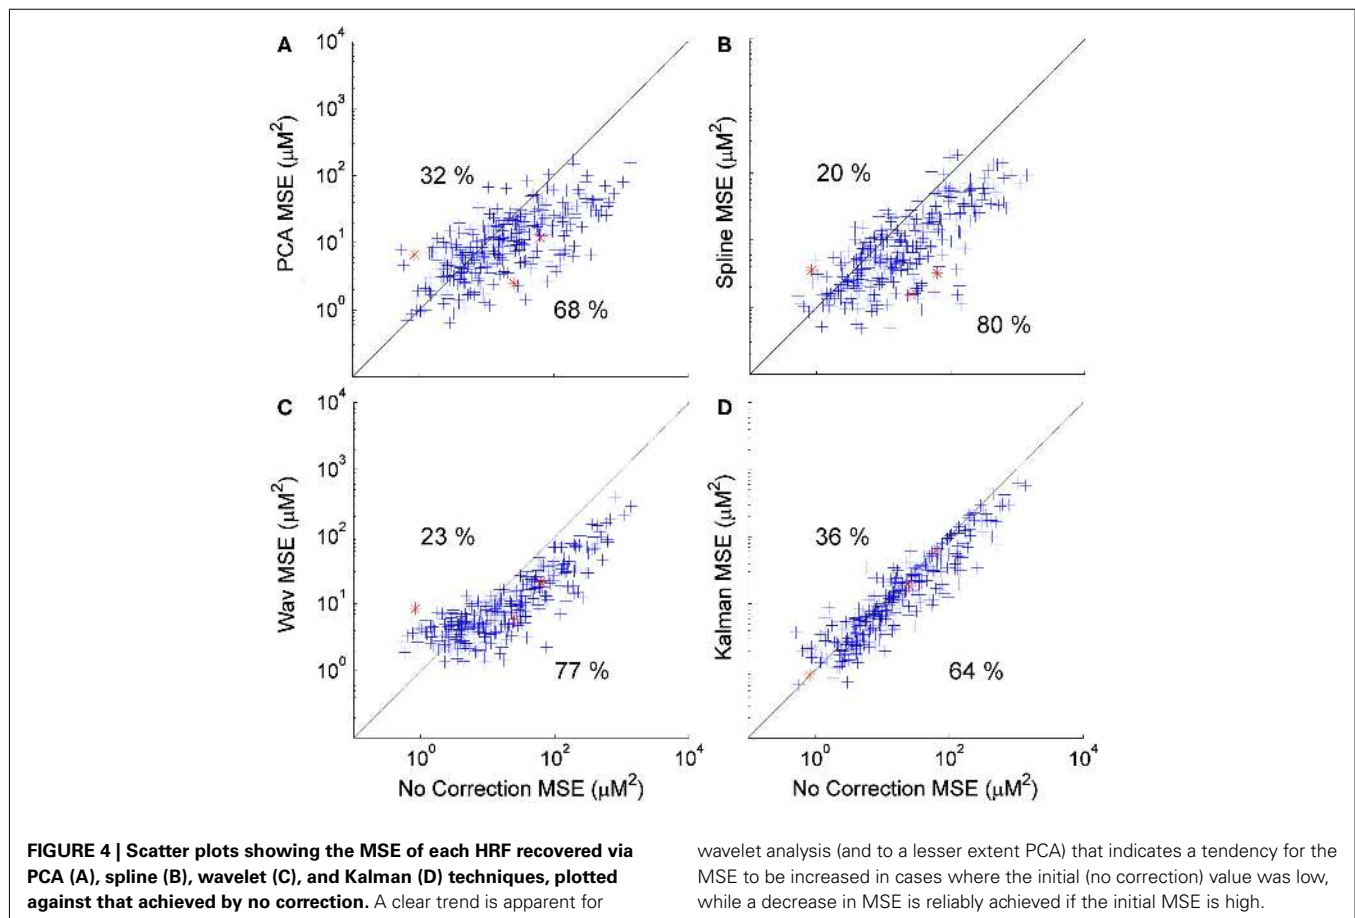 A
10^4
10^3
10^2
10^1
10^0
PCA MSE (μM^2)
32 %
68 %
B
Spline MSE (μM^2)
20 %
80 %
C
10^4
10^3
10^2
10^1
10^0
Wav MSE (μM^2)
23 %
77 %
10^0
10^2
10^4
No Correction MSE (μM^2)
D
Kalman MSE (μM^2)
36 %
64 %
10^0
10^2
10^4
No Correction MSE (μM^2)
FIGURE 4 | Scatter plots showing the MSE of each HRF recovered via
PCA (A), spline (B), wavelet (C), and Kalman (D) techniques, plotted
against that achieved by no correction. A clear trend is apparent for
wavelet analysis (and to a lesser extent PCA) that indicates a tendency for the
MSE to be increased in cases where the initial (no correction) value was low,
while a decrease in MSE is reliably achieved if the initial MSE is high.